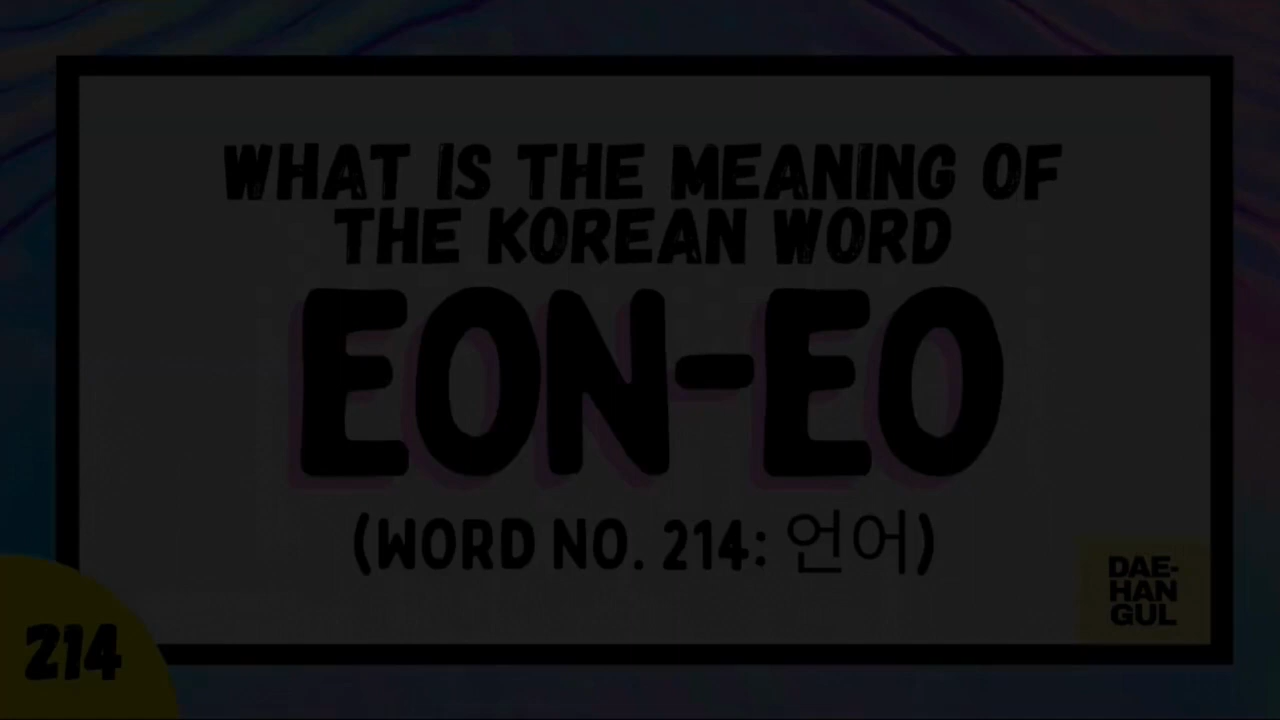 WHAT IS THE MEANING OF
THE KOREAN WORD
EON-EO
(WORD NO. 214: 언어)
DAE-
HAN
GUL
214